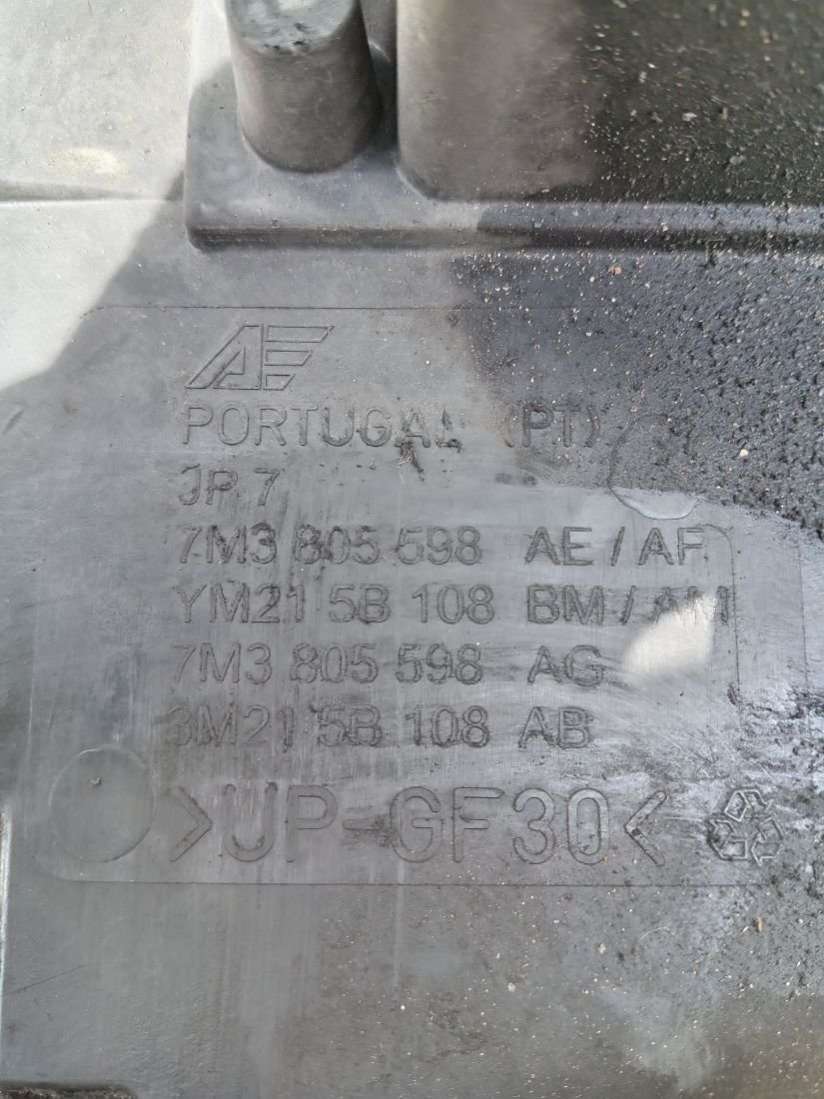 AE
PORTUGAL (PT)
JP 7
7M3 805 598 AE / AF
YM21 5B 108 BM / AM
7M3 805 598 AG
3M21 5B 108 AB
>UP-GF30<